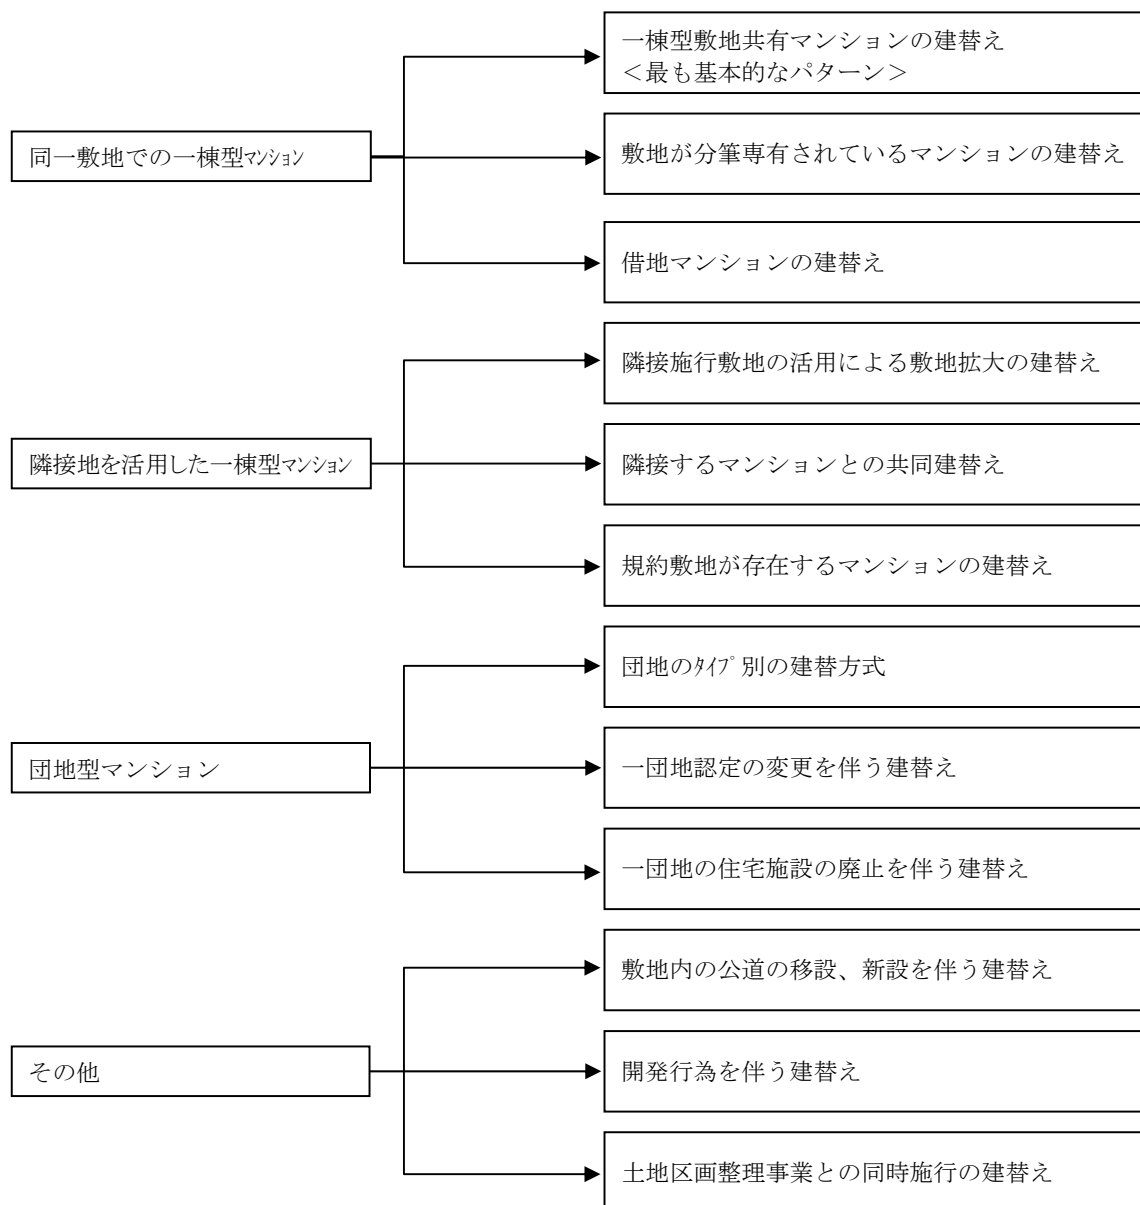 同一敷地での一棟型ﾏﾝｼｮﾝ
一棟型敷地共有マンションの建替え
＜最も基本的なパターン＞
敷地が分筆専有されているマンションの建替え
借地マンションの建替え
隣接地を活用した一棟型ﾏﾝｼｮﾝ
隣接施行敷地の活用による敷地拡大の建替え
隣接するマンションとの共同建替え
規約敷地が存在するマンションの建替え
団地型マンション
団地のﾀｲﾌﾟ別の建替方式
一団地認定の変更を伴う建替え
一団地の住宅施設の廃止を伴う建替え
その他
敷地内の公道の移設、新設を伴う建替え
開発行為を伴う建替え
土地区画整理事業との同時施行の建替え